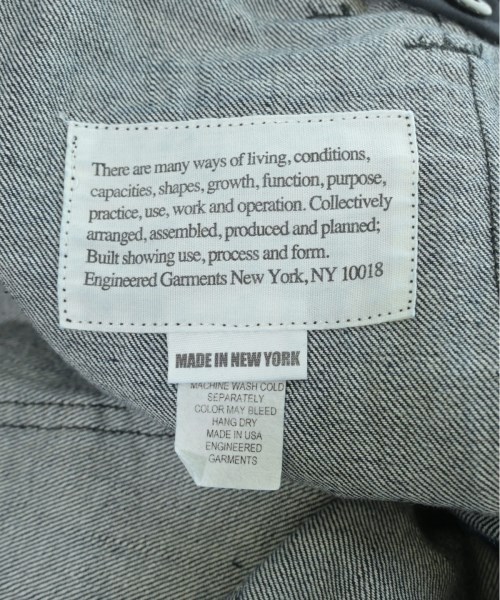 There are many ways of living, conditions,
capacities, shapes, growth, function, purpose,
practice, use, work and operation. Collectively
arranged, assembled, produced and planned;
Built showing use, process and form.
Engineered Garments New York, NY 10018
MADE IN NEW YORK
MACHINE WASH COLD
SEPARATELY
COLOR MAY BLEED
HANG DRY
MADE IN USA
ENGINEERED
GARMENTS